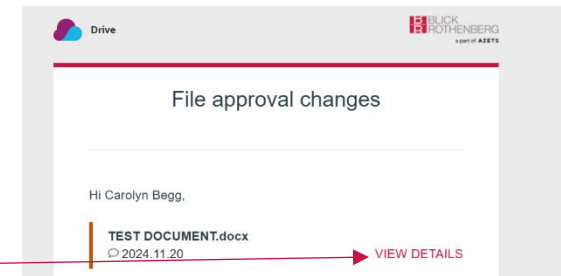 Drive
BLICK
ROTHENBERG
a part of AZETS
File approval changes
Hi Carolyn Begg,
TEST DOCUMENT.docx
2024.11.20
VIEW DETAILS